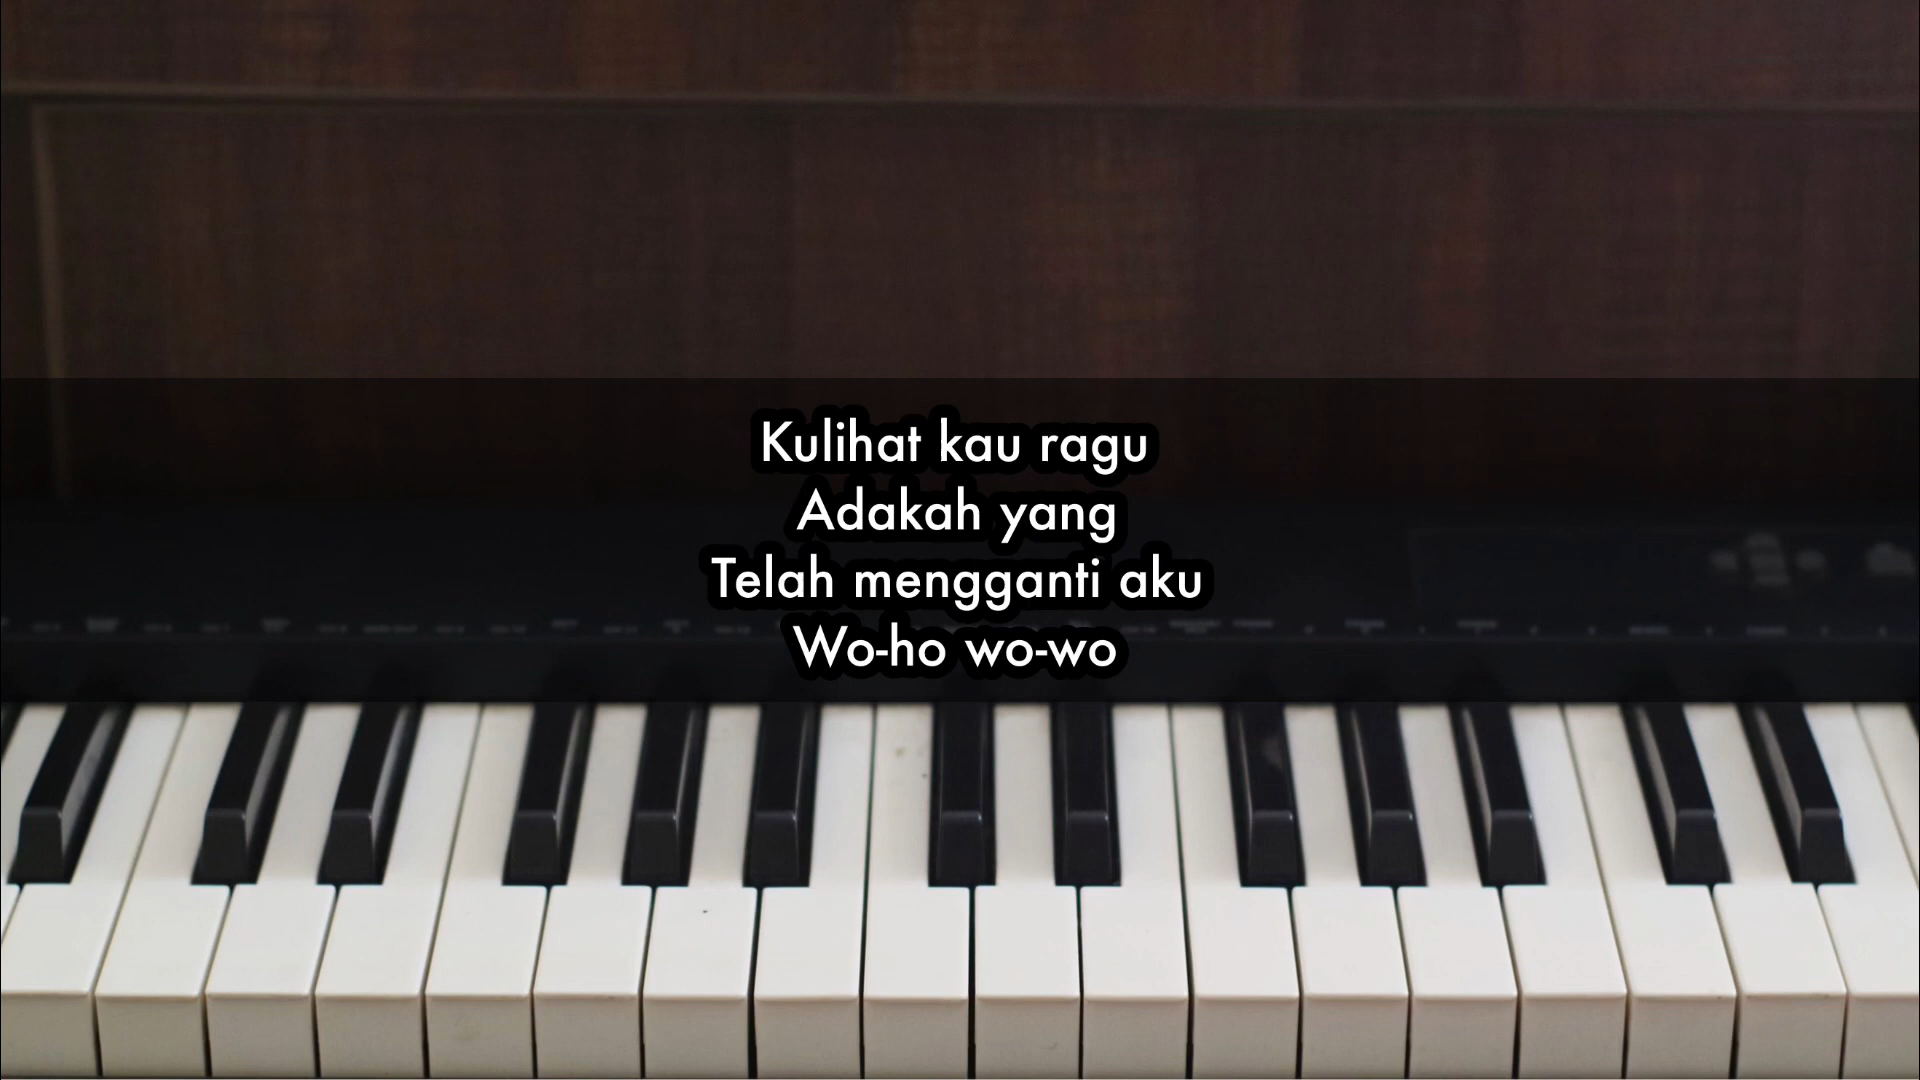 Kulihat kau ragu
Adakah yang
Telah mengganti aku
Wo-ho wo-wo